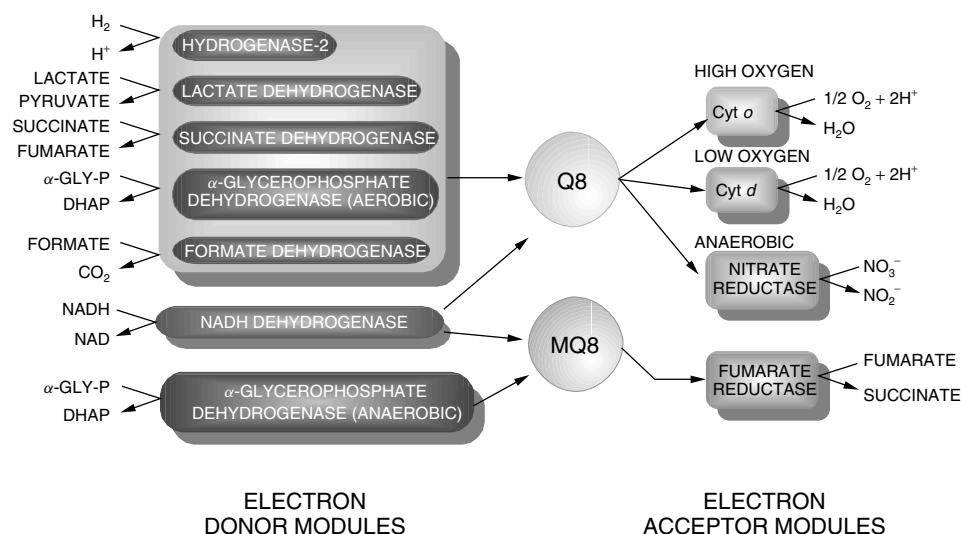 H₂
H⁺
HYDROGENASE-2
LACTATE
PYRUVATE
LACTATE DEHYDROGENASE
SUCCINATE
FUMARATE
SUCCINATE DEHYDROGENASE
α-GLY-P
DHAP
α-GLYCEROPHOSPHATE
DEHYDROGENASE (AEROBIC)
FORMATE
CO₂
FORMATE DEHYDROGENASE
NADH
NAD
NADH DEHYDROGENASE
α-GLY-P
DHAP
α-GLYCEROPHOSPHATE
DEHYDROGENASE (ANAEROBIC)
Q8
MQ8
HIGH OXYGEN
Cyt o
1/2 O₂ + 2H⁺
H₂O
LOW OXYGEN
Cyt d
1/2 O₂ + 2H⁺
H₂O
ANAEROBIC
NITRATE
REDUCTASE
NO₃⁻
NO₂⁻
FUMARATE
REDUCTASE
FUMARATE
SUCCINATE
ELECTRON
DONOR MODULES
ELECTRON
ACCEPTOR MODULES